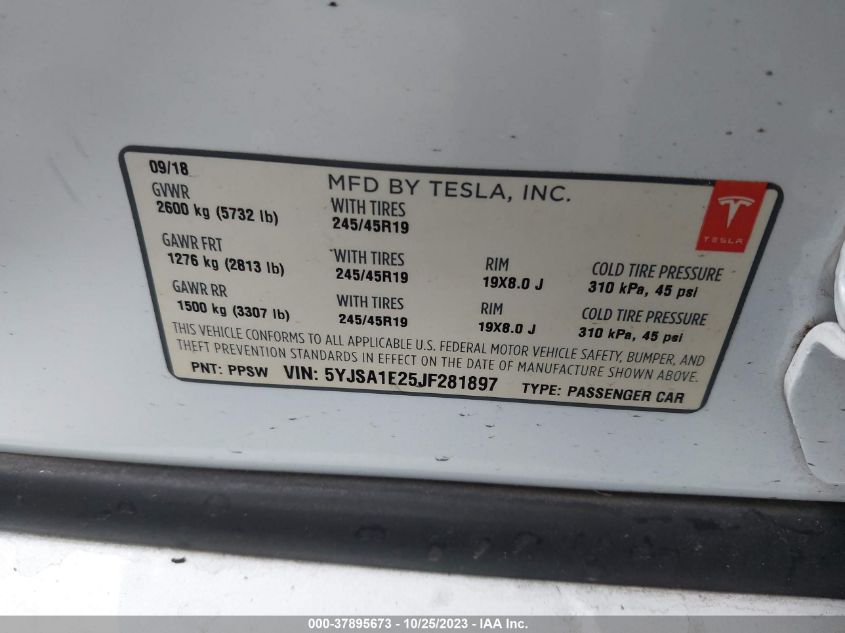 09/18
MFD BY TESLA, INC.
GVWR
2600 kg (5732 lb)
WITH TIRES
245/45R19
TESLA
GAWR FRT
1276 kg (2813 lb)
WITH TIRES
245/45R19
RIM
19X8.0 J
COLD TIRE PRESSURE
310 kPa, 45 psi
GAWR RR
1500 kg (3307 lb)
WITH TIRES
245/45R19
RIM
19X8.0 J
COLD TIRE PRESSURE
310 kPa, 45 psi
THIS VEHICLE CONFORMS TO ALL APPLICABLE U.S. FEDERAL MOTOR VEHICLE SAFETY, BUMPER, AND
THEFT PREVENTION STANDARDS IN EFFECT ON THE DATE OF MANUFACTURE SHOWN ABOVE.
PNT: PPSW VIN: 5YJSA1E25JF281897 TYPE: PASSENGER CAR
000-37895673 - 10/25/2023 - IAA Inc.